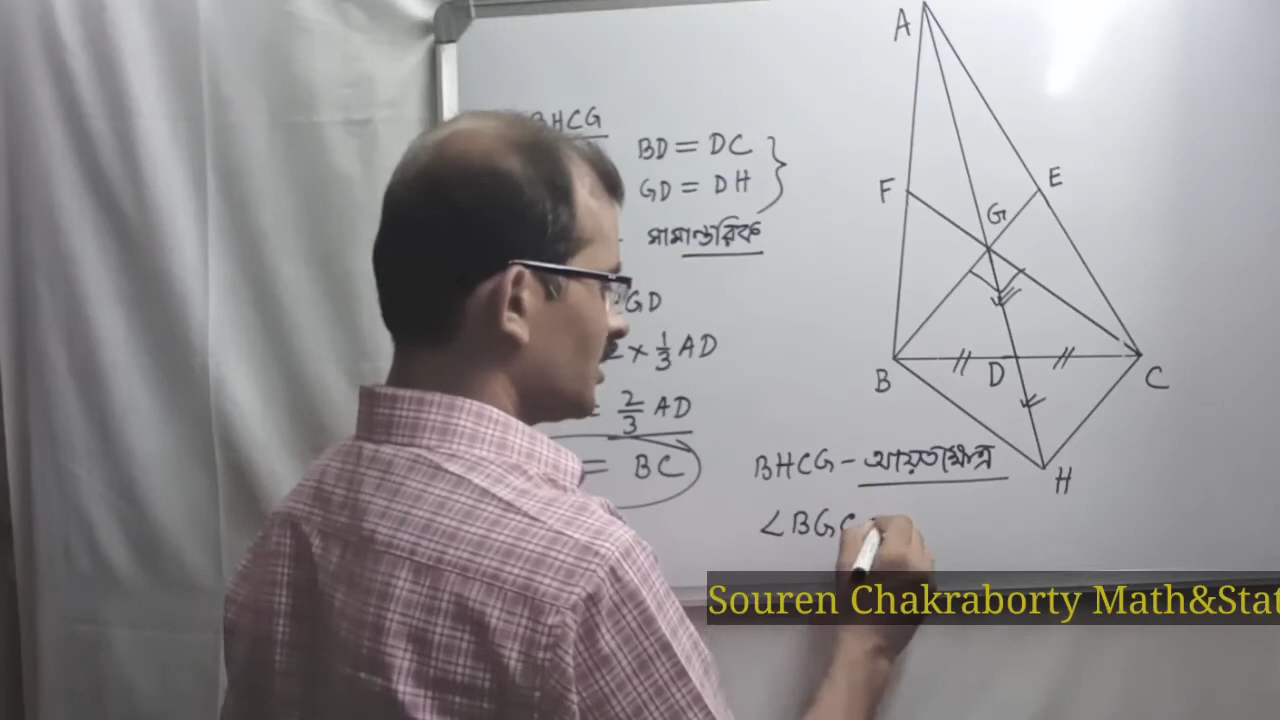 BHCG
BD = DC
GD = DH
সামান্তরিক
GD
2 × 1/3 AD
= 2/3 AD
= BC
BHCG - আয়তক্ষেত্র
∠BGC
A
F
E
G
B
D
C
H
Souren Chakraborty Math&Stat